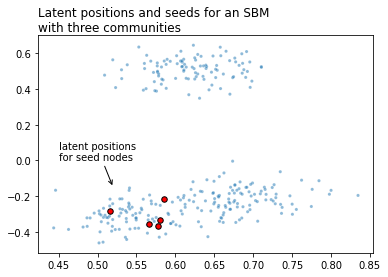 Latent positions and seeds for an SBM
with three communities
0.6
0.4
0.2
latent positions
for seed nodes
0.0
−0.2
−0.4
0.45 0.50 0.55 0.60 0.65 0.70 0.75 0.80 0.85